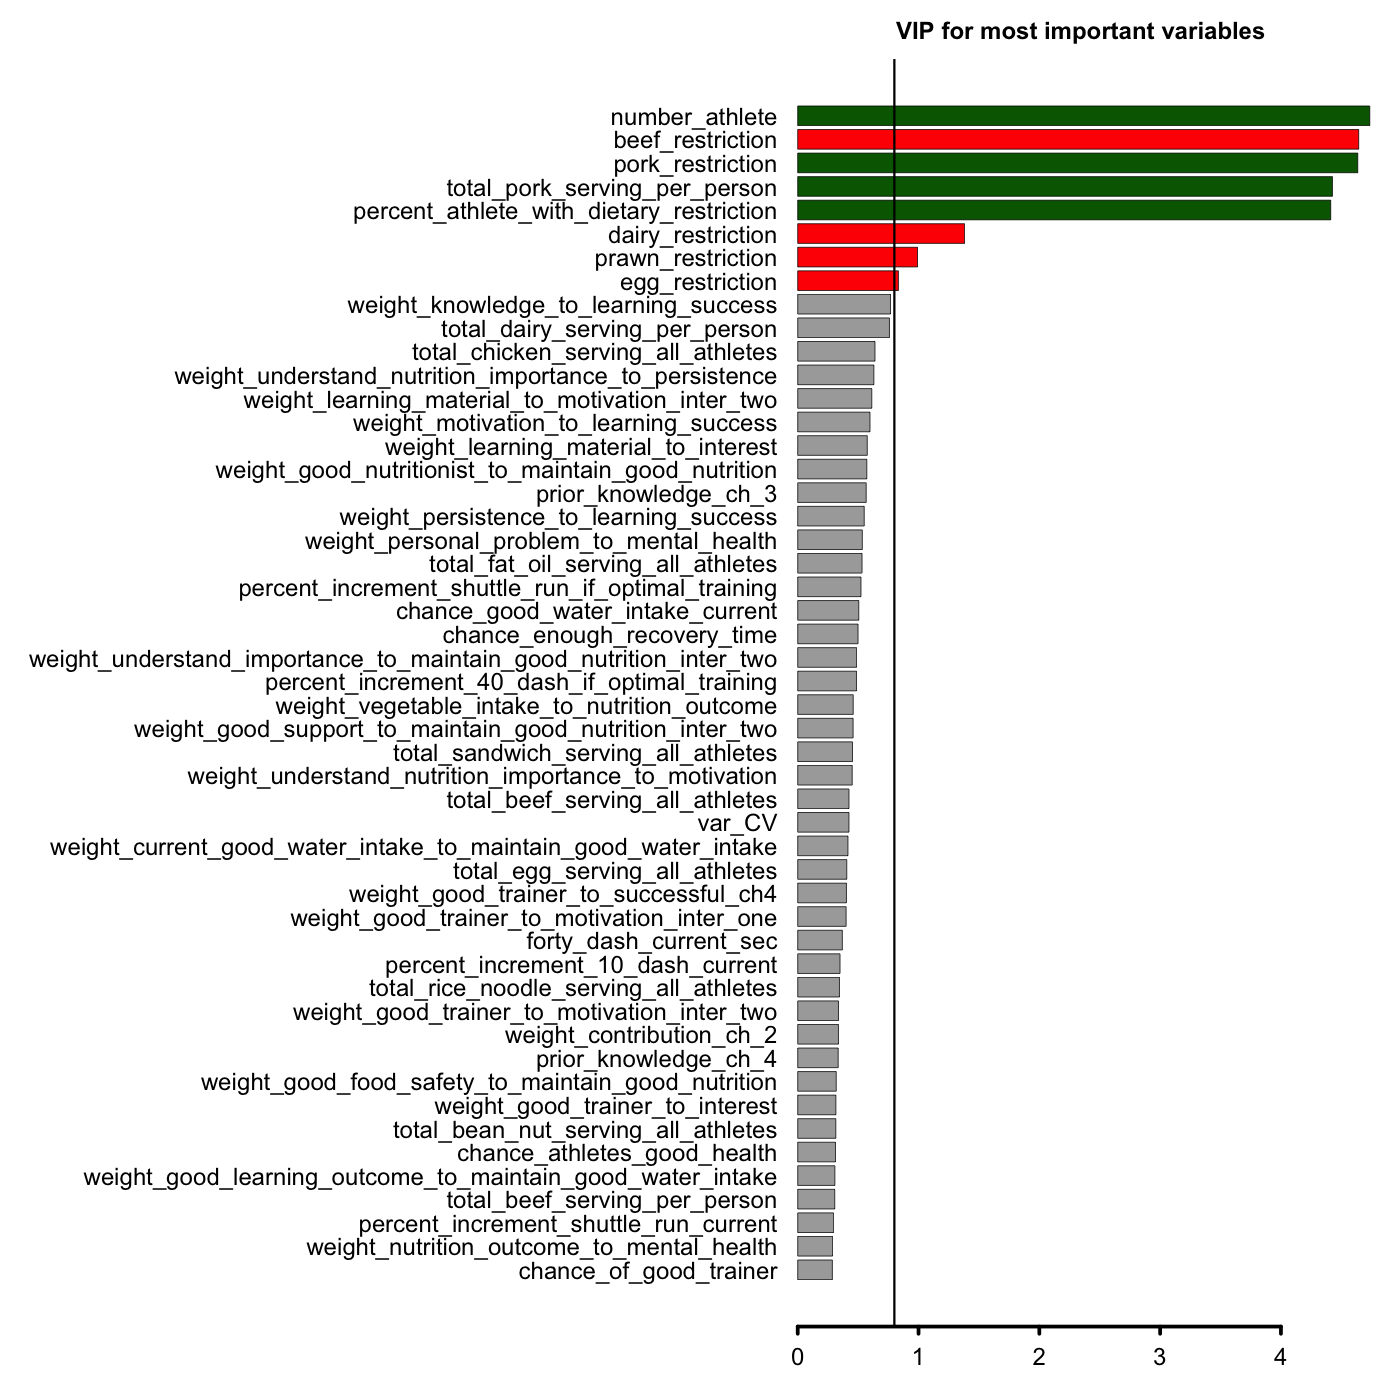 VIP for most important variables
number_athlete
beef_restriction
pork_restriction
total_pork_serving_per_person
percent_athlete_with_dietary_restriction
dairy_restriction
prawn_restriction
egg_restriction
weight_knowledge_to_learning_success
total_dairy_serving_per_person
total_chicken_serving_all_athletes
weight_understand_nutrition_importance_to_persistence
weight_learning_material_to_motivation_inter_two
weight_motivation_to_learning_success
weight_learning_material_to_interest
weight_good_nutritionist_to_maintain_good_nutrition
prior_knowledge_ch_3
weight_persistence_to_learning_success
weight_personal_problem_to_mental_health
total_fat_oil_serving_all_athletes
percent_increment_shuttle_run_if_optimal_training
chance_good_water_intake_current
chance_enough_recovery_time
weight_understand_importance_to_maintain_good_nutrition_inter_two
percent_increment_40_dash_if_optimal_training
weight_vegetable_intake_to_nutrition_outcome
weight_good_support_to_maintain_good_nutrition_inter_two
total_sandwich_serving_all_athletes
weight_understand_nutrition_importance_to_motivation
total_beef_serving_all_athletes
var_CV
weight_current_good_water_intake_to_maintain_good_water_intake
total_egg_serving_all_athletes
weight_good_trainer_to_successful_ch4
weight_good_trainer_to_motivation_inter_one
forty_dash_current_sec
percent_increment_10_dash_current
total_rice_noodle_serving_all_athletes
weight_good_trainer_to_motivation_inter_two
weight_contribution_ch_2
prior_knowledge_ch_4
weight_good_food_safety_to_maintain_good_nutrition
weight_good_trainer_to_interest
total_bean_nut_serving_all_athletes
chance_athletes_good_health
weight_good_learning_outcome_to_maintain_good_water_intake
total_beef_serving_per_person
percent_increment_shuttle_run_current
weight_nutrition_outcome_to_mental_health
chance_of_good_trainer
0 1 2 3 4